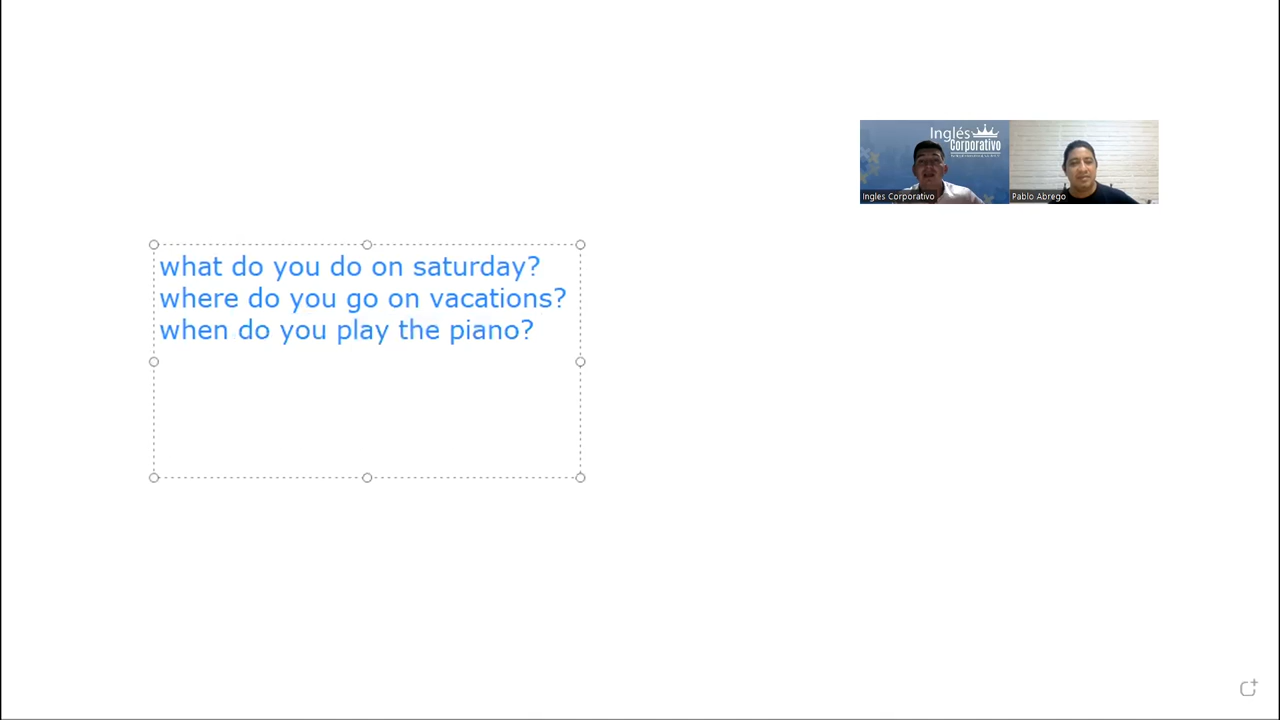 Inglés
Corporativo
Ingles Corporativo
Pablo Abrego
what do you do on saturday?
where do you go on vacations?
when do you play the piano?